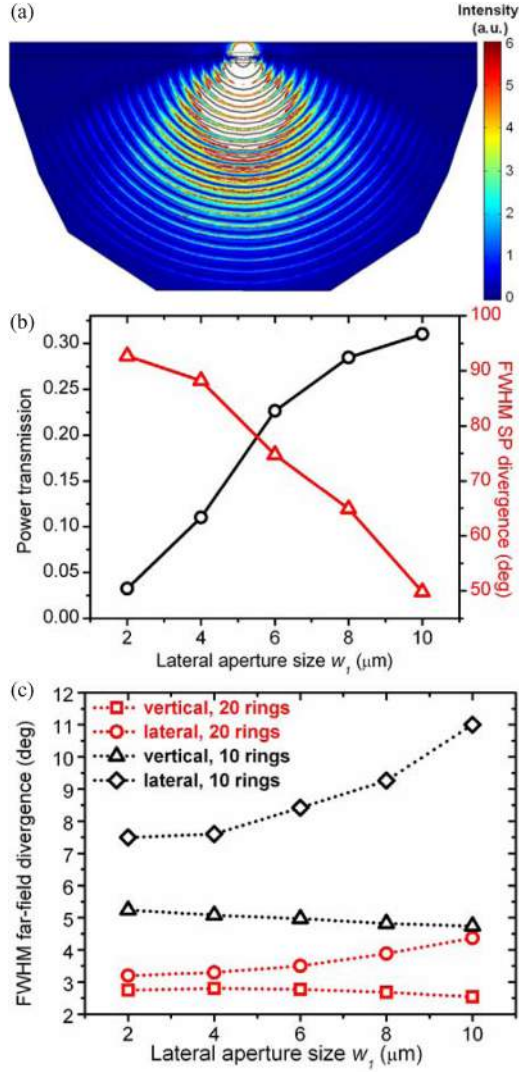 (a)
Intensity
(a.u.)
6
5
4
3
2
1
0
(b)
Power transmission
0.30
0.25
0.20
0.15
0.10
0.05
0.00
100
90
80
70
60
50
FWHM SP divergence
(deg)
2 4 6 8 10
Lateral aperture size w1 (μm)
(c)
FWHM far-field divergence (deg)
12
11
10
9
8
7
6
5
4
3
2
vertical, 20 rings
lateral, 20 rings
vertical, 10 rings
lateral, 10 rings
2 4 6 8 10
Lateral aperture size w1 (μm)